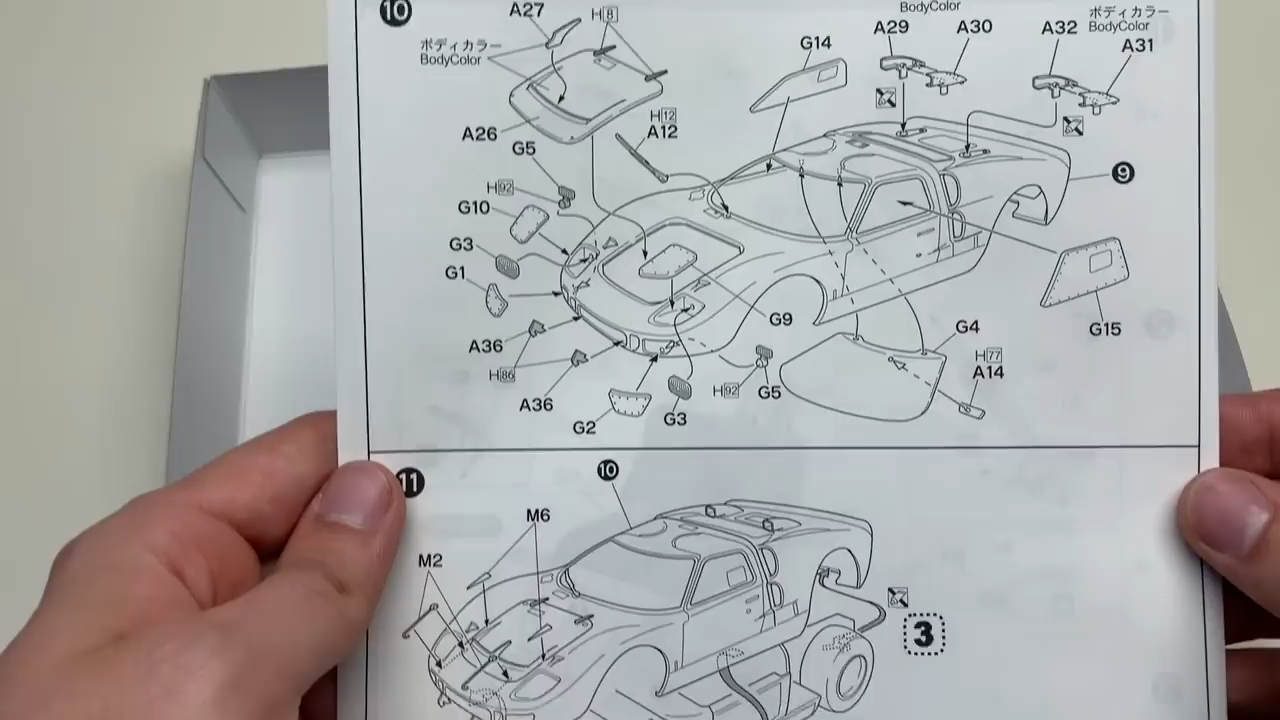 10
A27
H8
ボディカラー
BodyColor
A26
G5
H92
G10
G3
G1
A36
H86
A36
G2
G3
H12
A12
G14
BodyColor
A29
A30
A32
ボディカラー
BodyColor
A31
9
G15
G9
G4
H77
A14
H92
G5
11
10
M6
M2
3